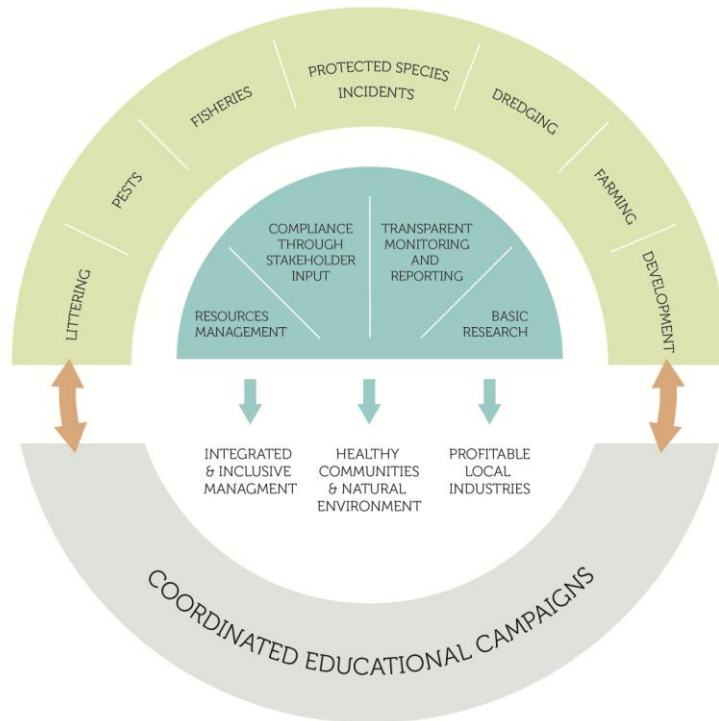 LITTERING
PESTS
FISHERIES
PROTECTED SPECIES
INCIDENTS
DREDGING
FARMING
DEVELOPMENT
RESOURCES
MANAGEMENT
COMPLIANCE
THROUGH
STAKEHOLDER
INPUT
TRANSPARENT
MONITORING
AND
REPORTING
BASIC
RESEARCH
INTEGRATED
& INCLUSIVE
MANAGMENT
HEALTHY
COMMUNITIES
& NATURAL
ENVIRONMENT
PROFITABLE
LOCAL
INDUSTRIES
COORDINATED EDUCATIONAL CAMPAIGNS